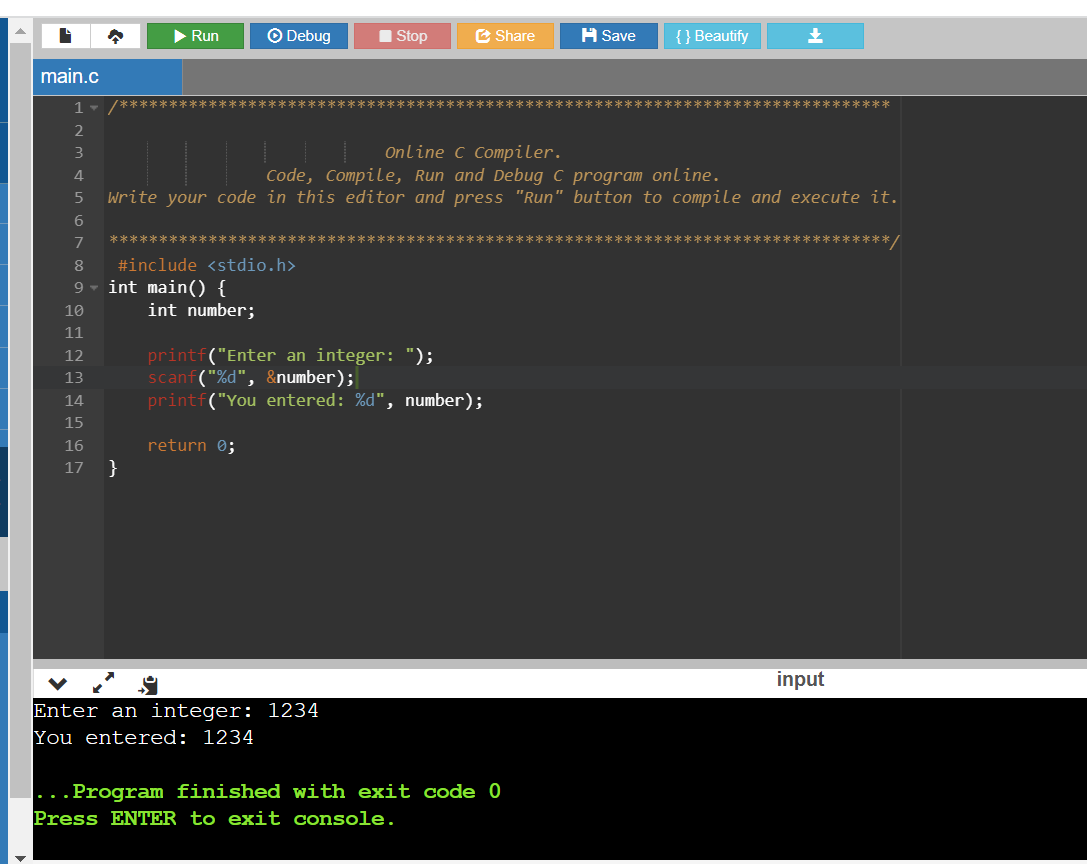 Run Debug Stop Share Save { } Beautify
main.c
1 /******************************************************************************
2
3 Online C Compiler.
4 Code, Compile, Run and Debug C program online.
5 Write your code in this editor and press "Run" button to compile and execute it.
6
7 *******************************************************************************/
8 #include <stdio.h>
9 int main() {
10 int number;
11
12 printf("Enter an integer: ");
13 scanf("%d", &number);
14 printf("You entered: %d", number);
15
16 return 0;
17 }
input
Enter an integer: 1234
You entered: 1234
...Program finished with exit code 0
Press ENTER to exit console.